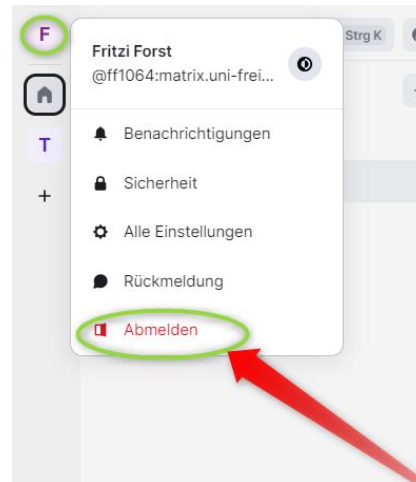 F
Fritzi Forst
@ff1064:matrix.uni-frei...
Strg K
T
+
Benachrichtigungen
Sicherheit
Alle Einstellungen
Rückmeldung
Abmelden